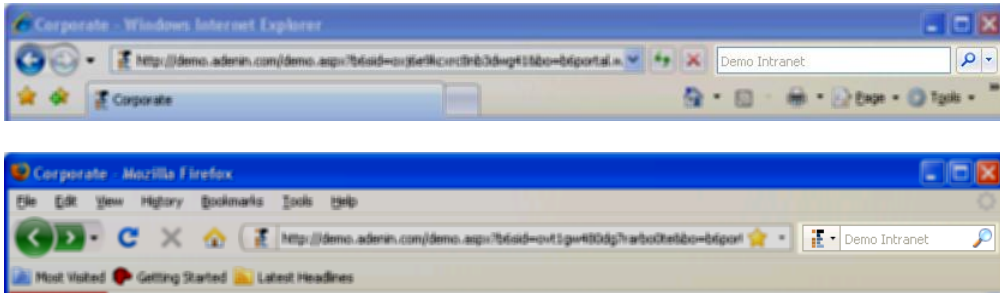 Corporate - Windows Internet Explorer
Demo Intranet
Corporate
Page Tools
Corporate - Mozilla Firefox
File Edit View History Bookmarks Tools Help
Demo Intranet
Most Visited Getting Started Latest Headlines